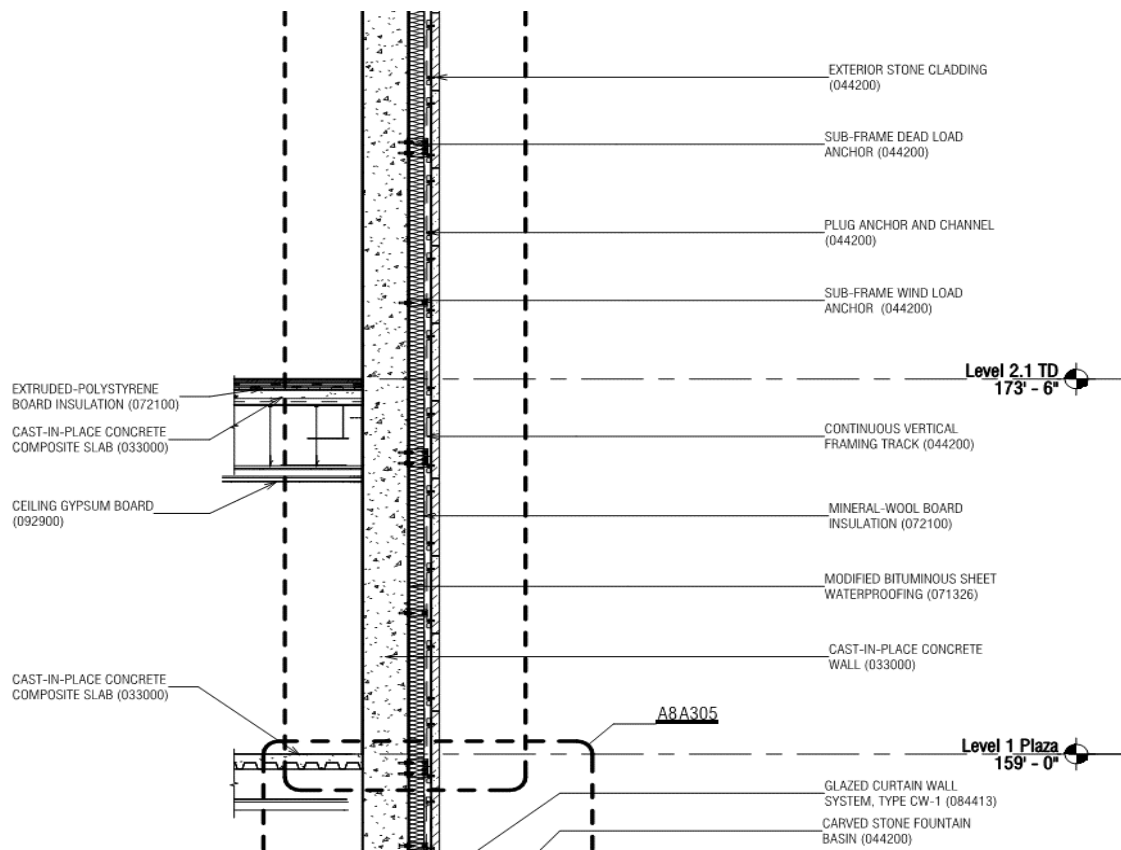 EXTERIOR STONE CLADDING
(044200)
SUB-FRAME DEAD LOAD
ANCHOR (044200)
PLUG ANCHOR AND CHANNEL
(044200)
SUB-FRAME WIND LOAD
ANCHOR (044200)
Level 2.1 TD
173' - 6"
EXTRUDED-POLYSTYRENE
BOARD INSULATION (072100)
CAST-IN-PLACE CONCRETE
COMPOSITE SLAB (033000)
CONTINUOUS VERTICAL
FRAMING TRACK (044200)
CEILING GYPSUM BOARD
(092900)
MINERAL-WOOL BOARD
INSULATION (072100)
MODIFIED BITUMINOUS SHEET
WATERPROOFING (071326)
CAST-IN-PLACE CONCRETE
WALL (033000)
CAST-IN-PLACE CONCRETE
COMPOSITE SLAB (033000)
A8A305
Level 1 Plaza
159' - 0"
GLAZED CURTAIN WALL
SYSTEM, TYPE CW-1 (084413)
CARVED STONE FOUNTAIN
BASIN (044200)